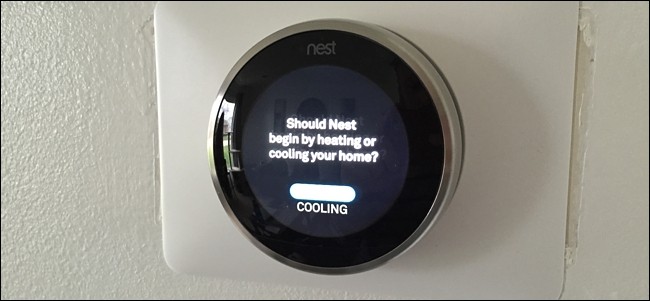 nest
Should Nest
begin by heating or
cooling your home?
COOLING